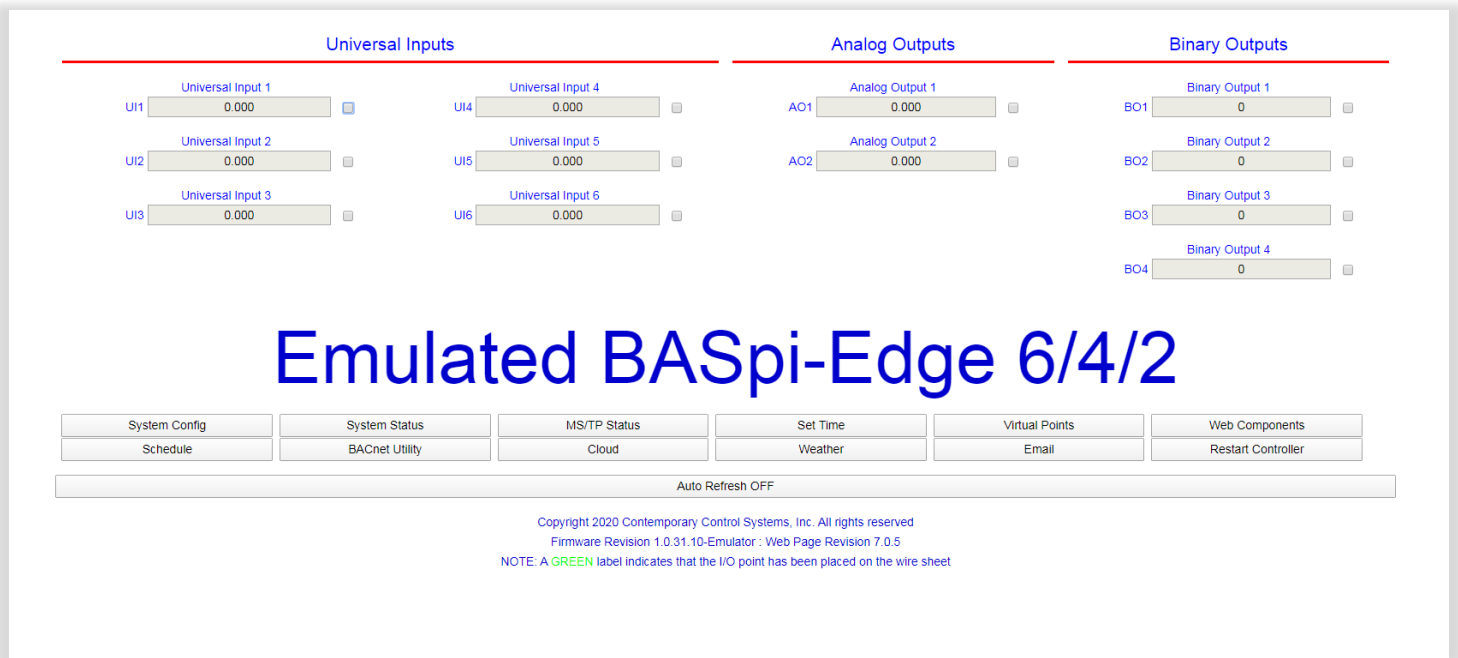 Universal Inputs Analog Outputs Binary Outputs
Universal Input 1 Universal Input 4 Analog Output 1 Binary Output 1
UI1 0.000 UI4 0.000 AO1 0.000 BO1 0
Universal Input 2 Universal Input 5 Analog Output 2 Binary Output 2
UI2 0.000 UI5 0.000 AO2 0.000 BO2 0
Universal Input 3 Universal Input 6 Binary Output 3
UI3 0.000 UI6 0.000 BO3 0
Binary Output 4
BO4 0
Emulated BASpi-Edge 6/4/2
System Config System Status MS/TP Status Set Time Virtual Points Web Components
Schedule BACnet Utility Cloud Weather Email Restart Controller
Auto Refresh OFF
Copyright 2020 Contemporary Control Systems, Inc. All rights reserved
Firmware Revision 1.0.31.10-Emulator : Web Page Revision 7.0.5
NOTE: A GREEN label indicates that the I/O point has been placed on the wire sheet